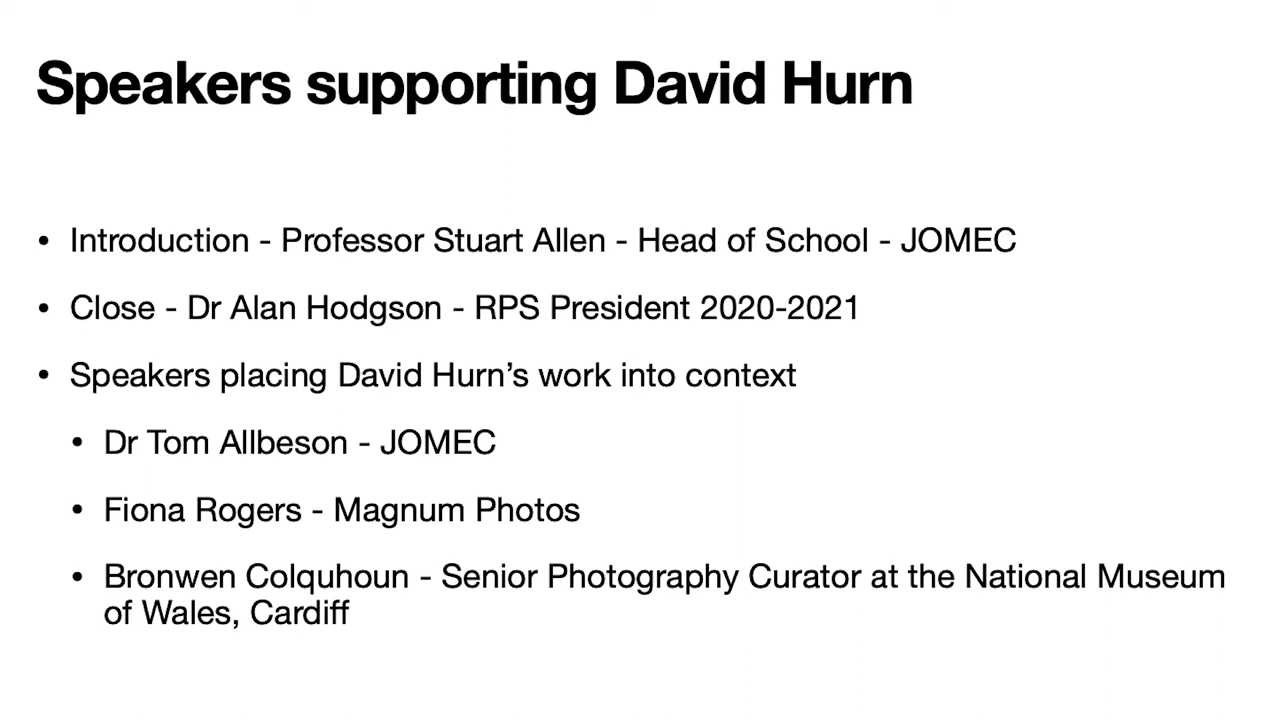 Speakers supporting David Hurn
• Introduction - Professor Stuart Allen - Head of School - JOMEC
• Close - Dr Alan Hodgson - RPS President 2020-2021
• Speakers placing David Hurn’s work into context
• Dr Tom Allbeson - JOMEC
• Fiona Rogers - Magnum Photos
• Bronwen Colquhoun - Senior Photography Curator at the National Museum
of Wales, Cardiff